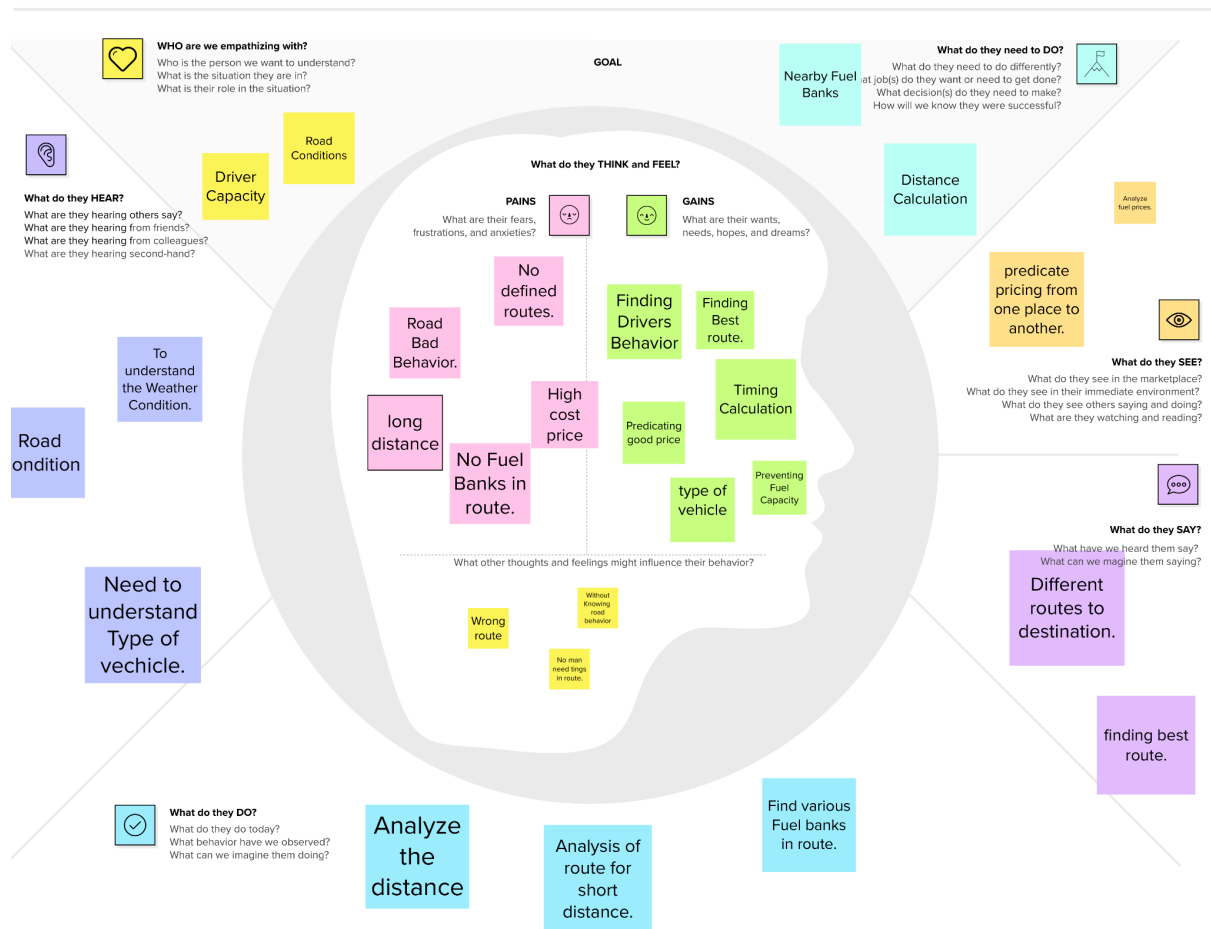 WHO are we empathizing with?
Who is the person we want to understand?
What is the situation they are in?
What is their role in the situation?
GOAL
Nearby Fuel
Banks
What do they need to DO?
What do they need to do differently?
at job(s) do they want or need to get done?
What decision(s) do they need to make?
How will we know they were successful?
Road
Conditions
Driver
Capacity
Distance
Calculation
What do they HEAR?
What are they hearing others say?
What are they hearing from friends?
What are they hearing from colleagues?
What are they hearing second-hand?
To
understand
the Weather
Condition.
Road
ondition
Need to
understand
Type of
vechicle.
What do they THINK and FEEL?
PAINS
What are their fears,
frustrations, and anxieties?
GAINS
What are their wants,
needs, hopes, and dreams?
No
defined
routes.
Road
Bad
Behavior.
long
distance
High
cost
price
No Fuel
Banks in
route.
Finding
Drivers
Behavior
Finding
Best
route.
Timing
Calculation
Predicating
good price
type of
vehicle
Preventing
Fuel
Capacity
What other thoughts and feelings might influence their behavior?
Without
Knowing
road
behavior
Wrong
route
No man
need tings
in route.
Analyze
fuel prices.
predicate
pricing from
one place to
another.
What do they SEE?
What do they see in the marketplace?
What do they see in their immediate environment?
What do they see others saying and doing?
What are they watching and reading?
What do they SAY?
What have we heard them say?
What can we magine them saying?
Different
routes to
destination.
finding best
route.
What do they DO?
What do they do today?
What behavior have we observed?
What can we imagine them doing?
Analyze
the
distance
Analysis of
route for
short
distance.
Find various
Fuel banks
in route.